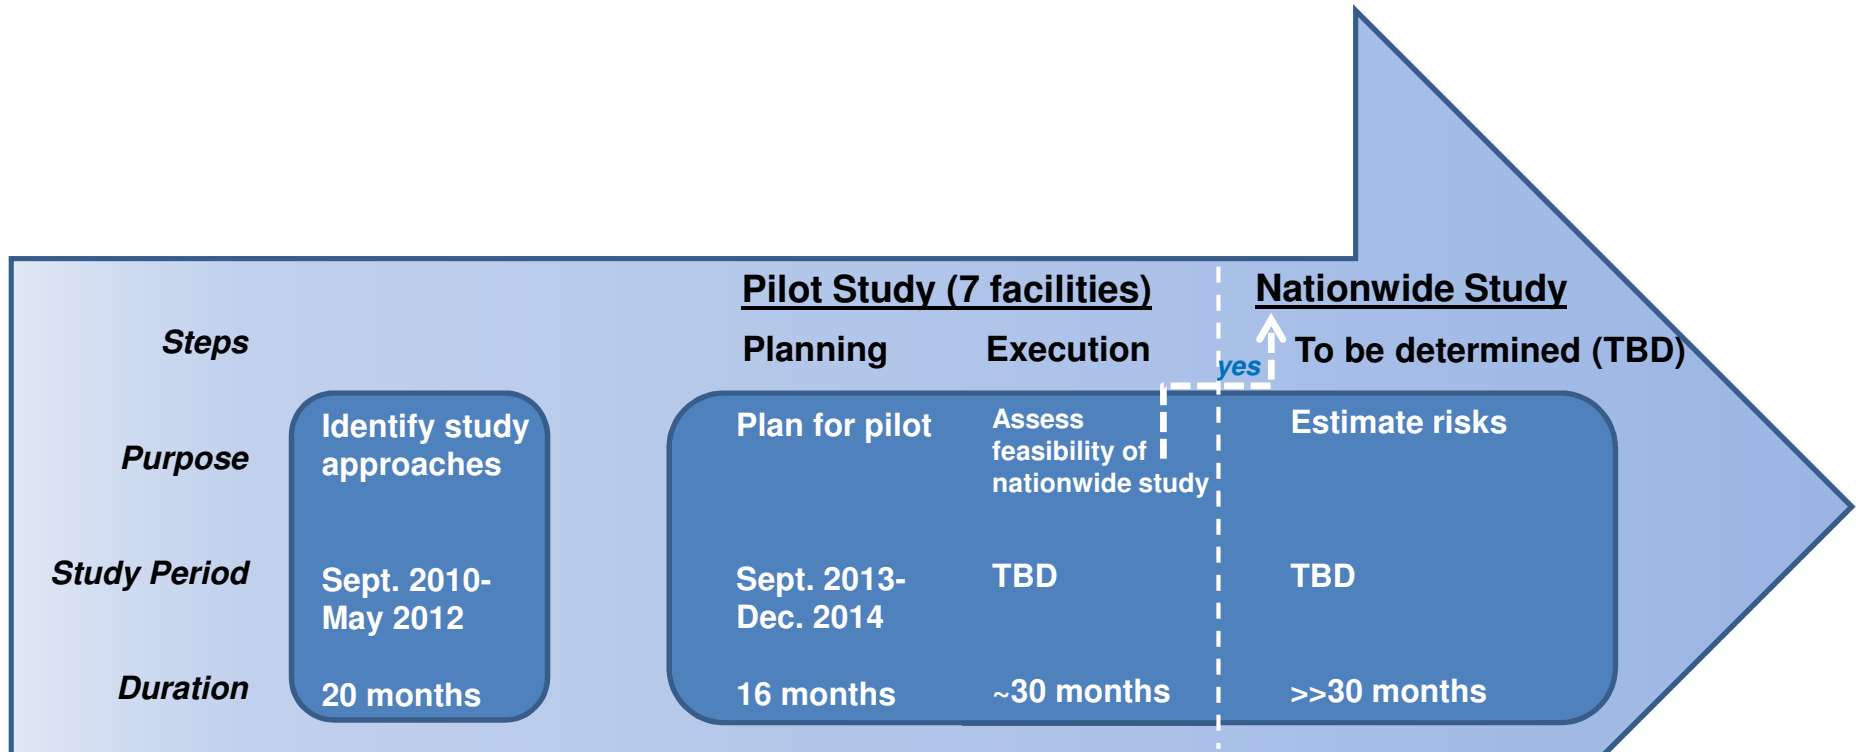 Pilot Study (7 facilities)
Nationwide Study
Steps
Planning
Execution
To be determined (TBD)
yes
Purpose
Identify study
approaches
Plan for pilot
Assess
feasibility of
nationwide study
Estimate risks
Study Period
Sept. 2010-
May 2012
Sept. 2013-
Dec. 2014
TBD
TBD
Duration
20 months
16 months
~30 months
>>30 months